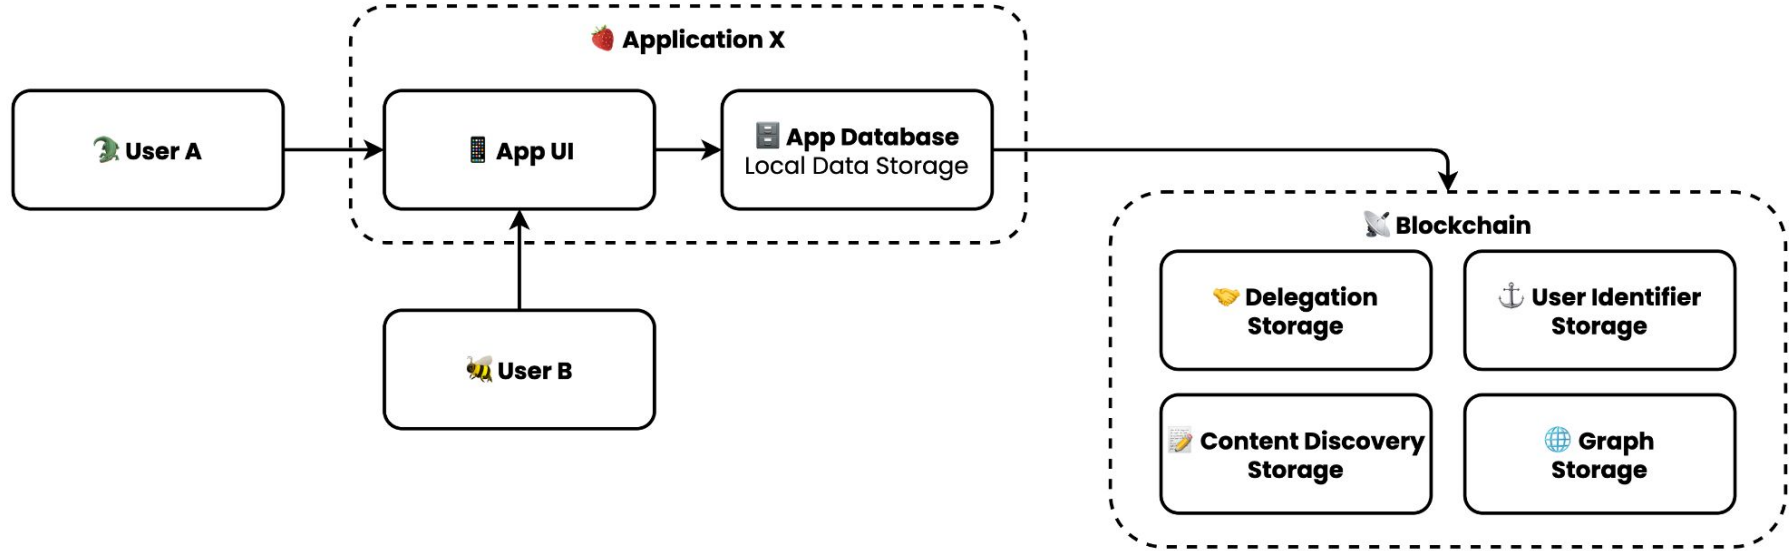 Application X
User A
App UI
App Database
Local Data Storage
Blockchain
Delegation
Storage
User Identifier
Storage
User B
Content Discovery
Storage
Graph
Storage